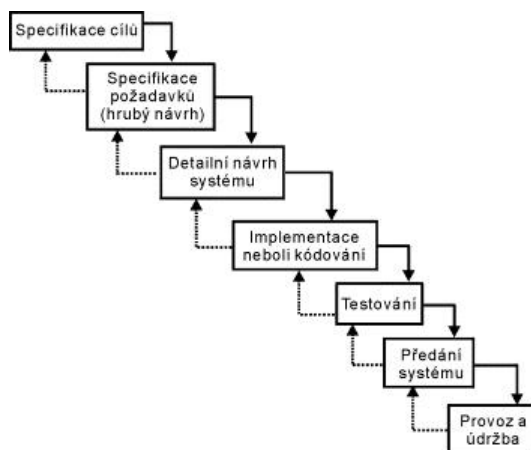 Specifikace cílů
Specifikace
požadavků
(hrubý návrh)
Detailní návrh
systému
Implementace
neboli kódování
Testování
Předání
systému
Provoz a
údržba